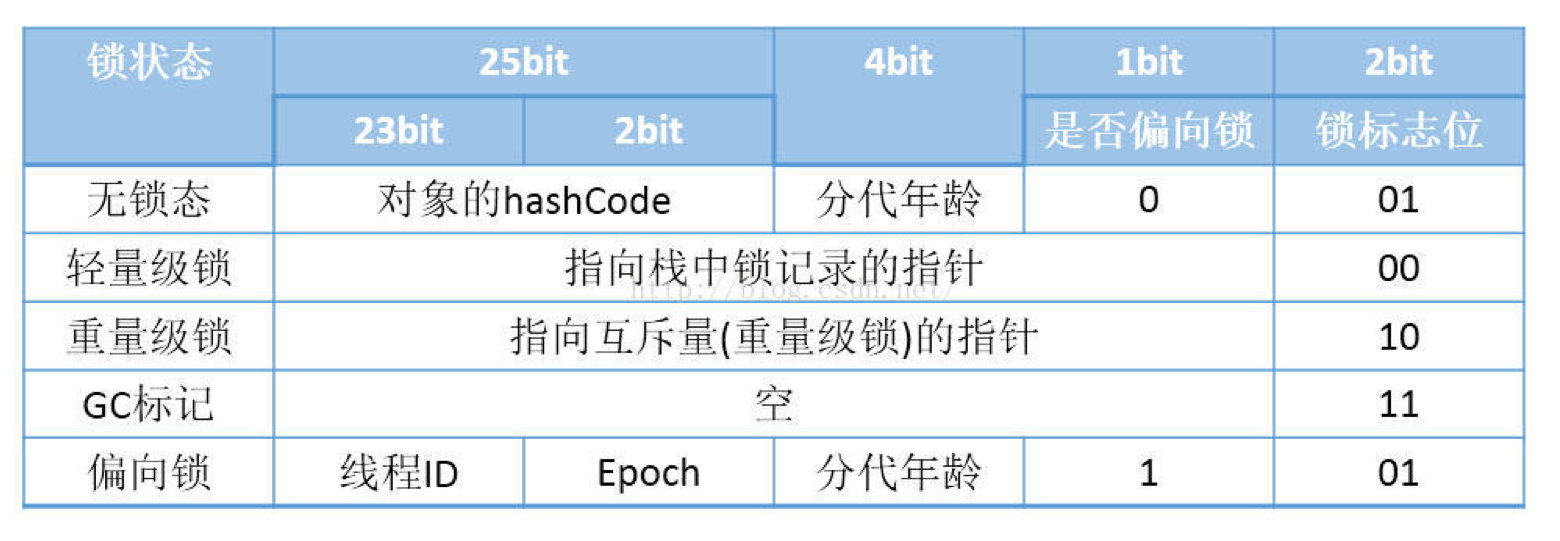 锁状态 25bit 4bit 1bit 2bit
23bit 2bit 是否偏向锁 锁标志位
无锁态 对象的hashCode 分代年龄 0 01
轻量级锁 指向栈中锁记录的指针 00
http://blog.csdn.net/
重量级锁 指向互斥量(重量级锁)的指针 10
GC标记 空 11
偏向锁 线程ID Epoch 分代年龄 1 01